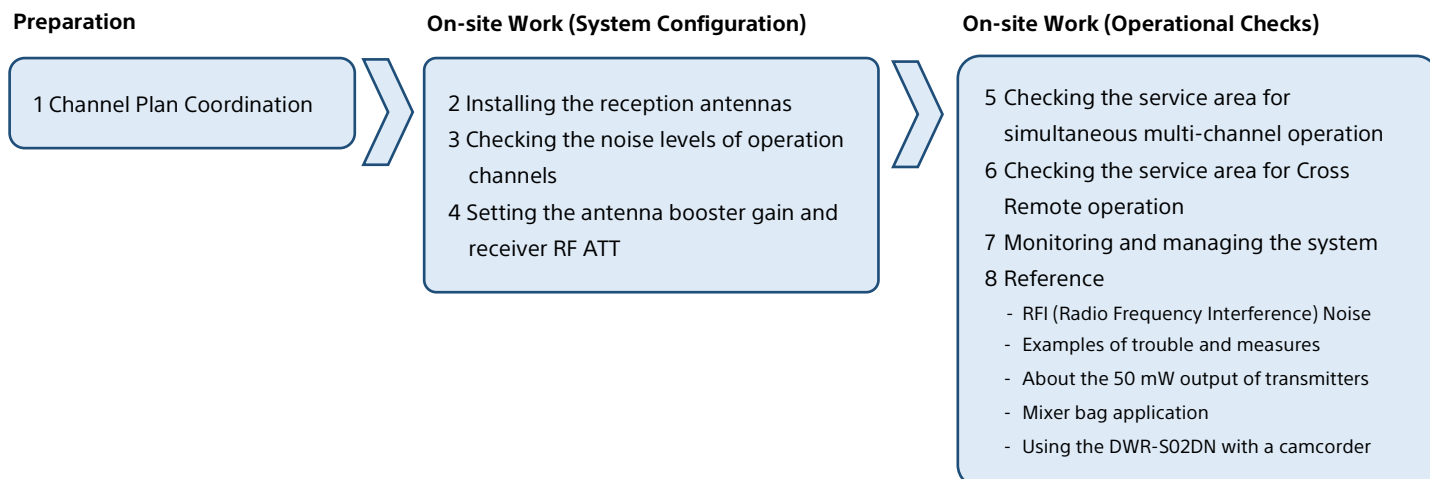 Preparation
1 Channel Plan Coordination
On-site Work (System Configuration)
2 Installing the reception antennas
3 Checking the noise levels of operation
channels
4 Setting the antenna booster gain and
receiver RF ATT
On-site Work (Operational Checks)
5 Checking the service area for
simultaneous multi-channel operation
6 Checking the service area for Cross
Remote operation
7 Monitoring and managing the system
8 Reference
- RFI (Radio Frequency Interference) Noise
- Examples of trouble and measures
- About the 50 mW output of transmitters
- Mixer bag application
- Using the DWR-S02DN with a camcorder